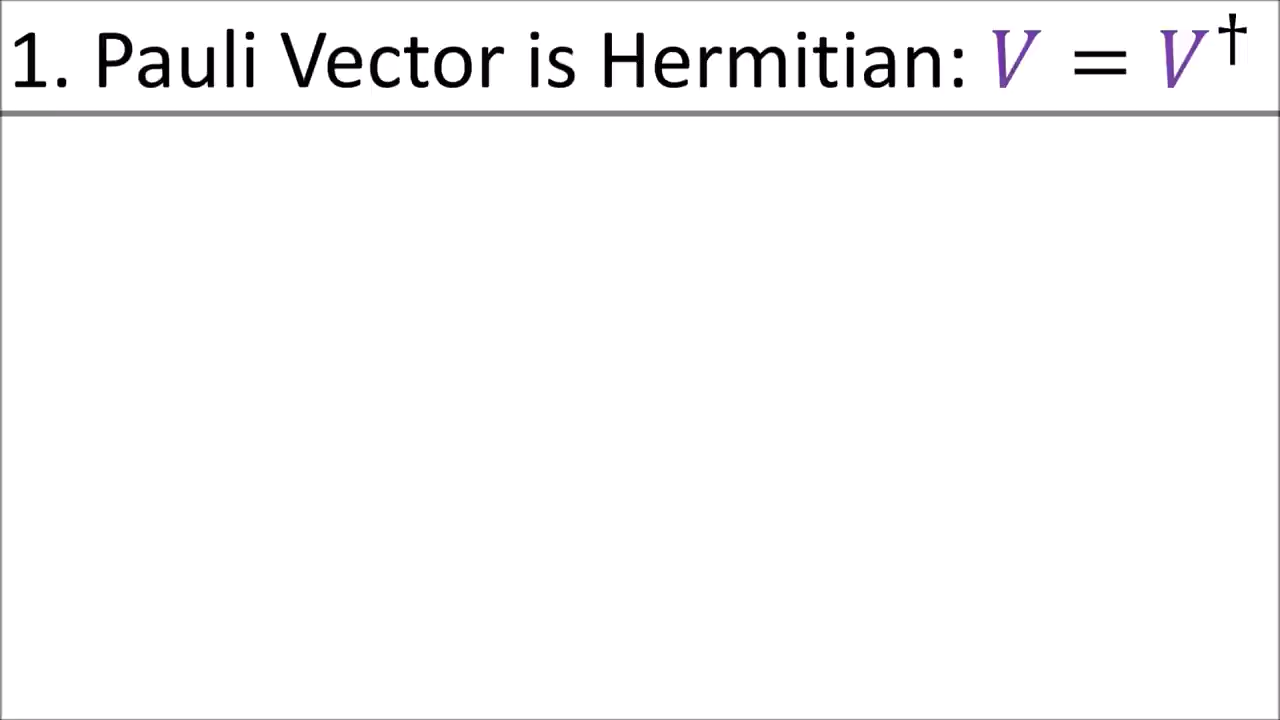 1. Pauli Vector is Hermitian: V = V†